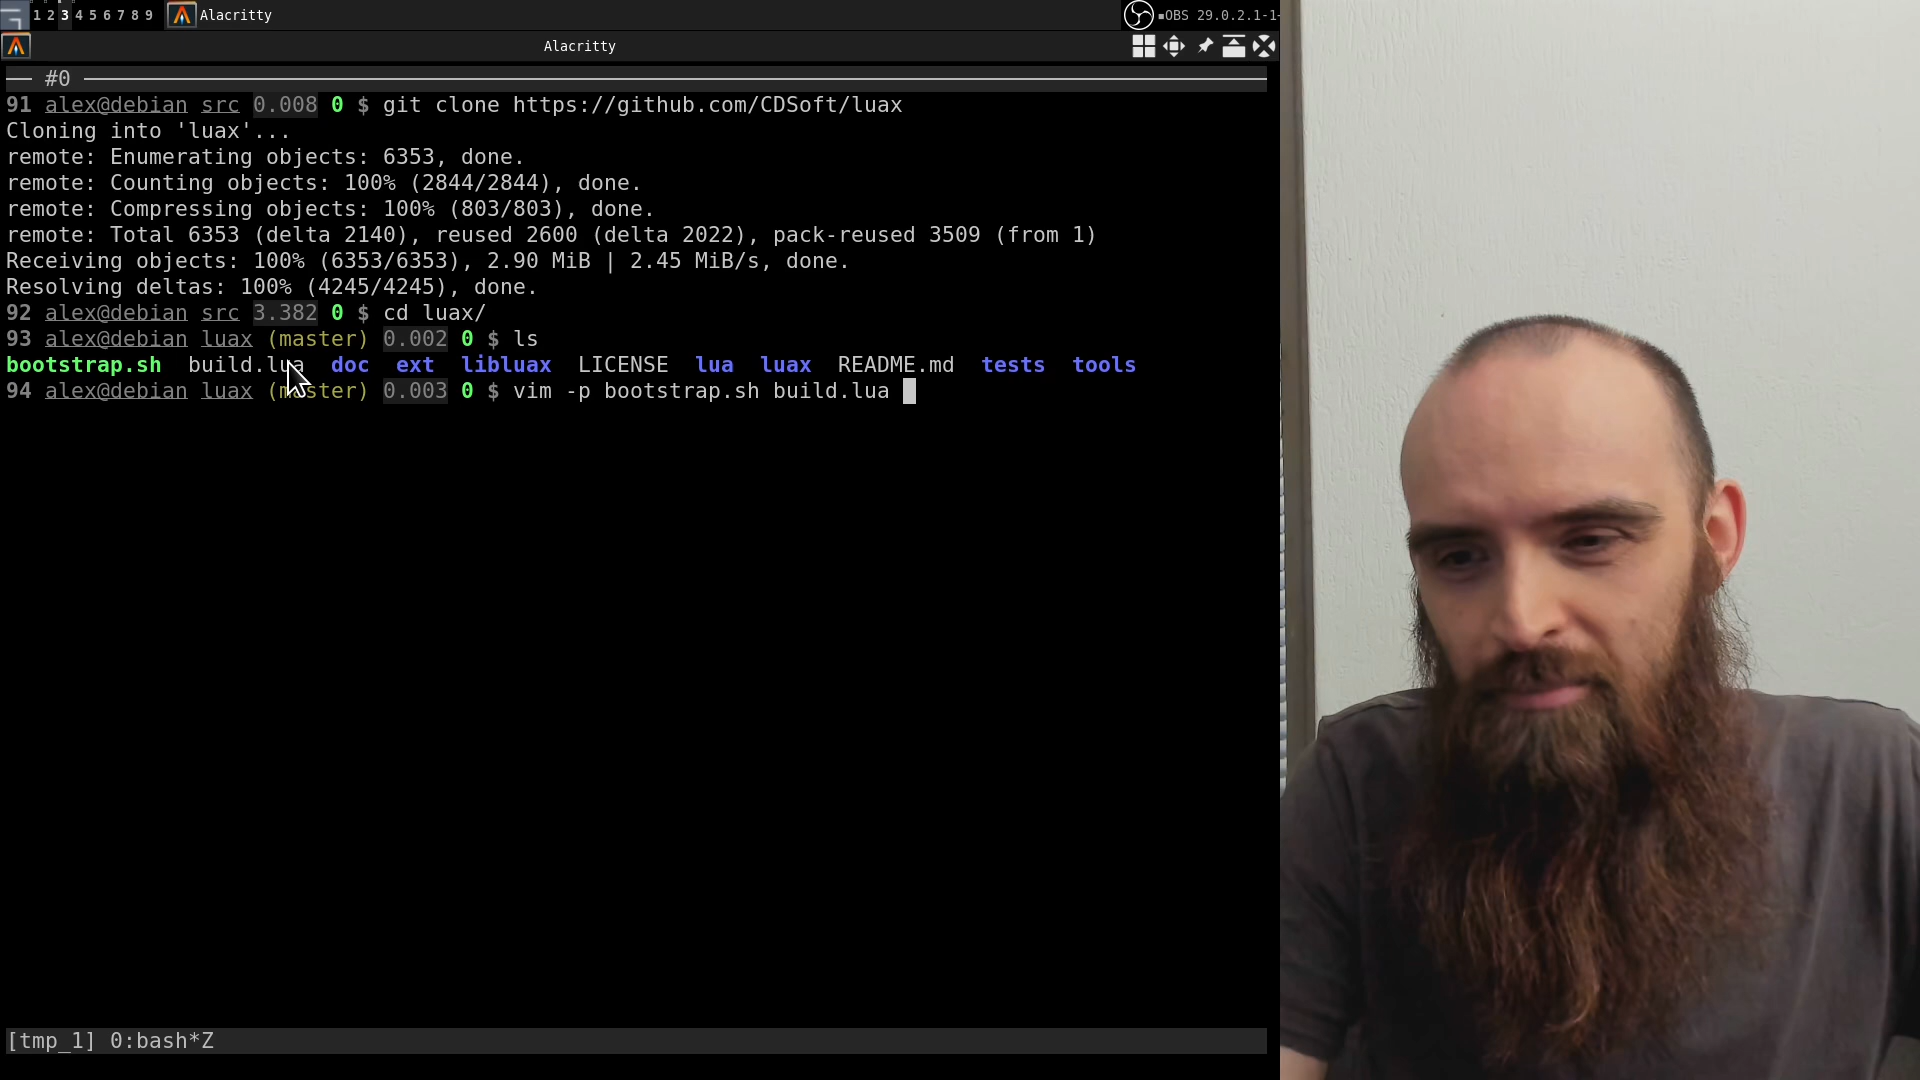 1 2 3 4 5 6 7 8 9 Alacritty ▪OBS 29.0.2.1-1-
Alacritty
#0
91 alex@debian src 0.008 0 $ git clone https://github.com/CDSoft/luax
Cloning into 'luax'...
remote: Enumerating objects: 6353, done.
remote: Counting objects: 100% (2844/2844), done.
remote: Compressing objects: 100% (803/803), done.
remote: Total 6353 (delta 2140), reused 2600 (delta 2022), pack-reused 3509 (from 1)
Receiving objects: 100% (6353/6353), 2.90 MiB | 2.45 MiB/s, done.
Resolving deltas: 100% (4245/4245), done.
92 alex@debian src 3.382 0 $ cd luax/
93 alex@debian luax (master) 0.002 0 $ ls
bootstrap.sh build.lua doc ext libluax LICENSE lua luax README.md tests tools
94 alex@debian luax (master) 0.003 0 $ vim -p bootstrap.sh build.lua
[tmp_1] 0:bash*Z